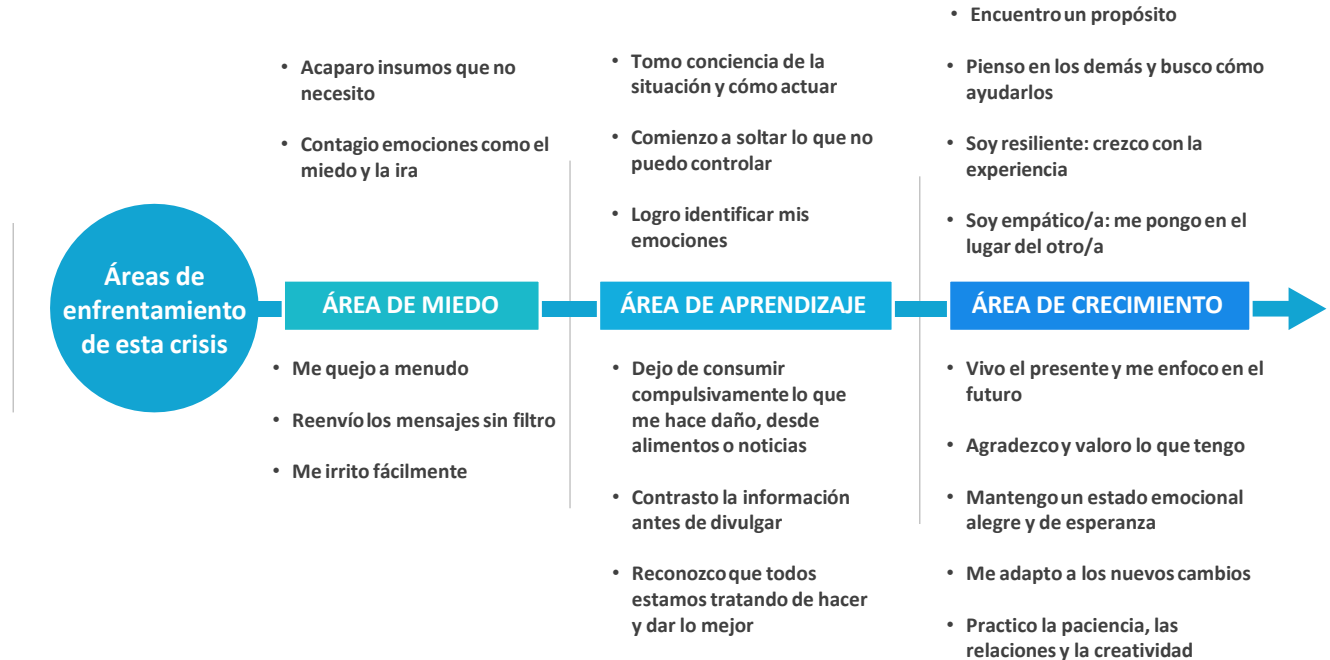 Áreas de
enfrentamiento
de esta crisis
• Acaparo insumos que no
necesito
• Contagio emociones como el
miedo y la ira
ÁREA DE MIEDO
• Me quejo a menudo
• Reenvío los mensajes sin filtro
• Me irrito fácilmente
• Tomo conciencia de la
situación y cómo actuar
• Comienzo a soltar lo que no
puedo controlar
• Logro identificar mis
emociones
ÁREA DE APRENDIZAJE
• Dejo de consumir
compulsivamente lo que
me hace daño, desde
alimentos o noticias
• Contrasto la información
antes de divulgar
• Reconozco que todos
estamos tratando de hacer
y dar lo mejor
• Encuentro un propósito
• Pienso en los demás y busco cómo
ayudarlos
• Soy resiliente: crezco con la
experiencia
• Soy empático/a: me pongo en el
lugar del otro/a
ÁREA DE CRECIMIENTO
• Vivo el presente y me enfoco en el
futuro
• Agradezco y valoro lo que tengo
• Mantengo un estado emocional
alegre y de esperanza
• Me adapto a los nuevos cambios
• Practico la paciencia, las
relaciones y la creatividad